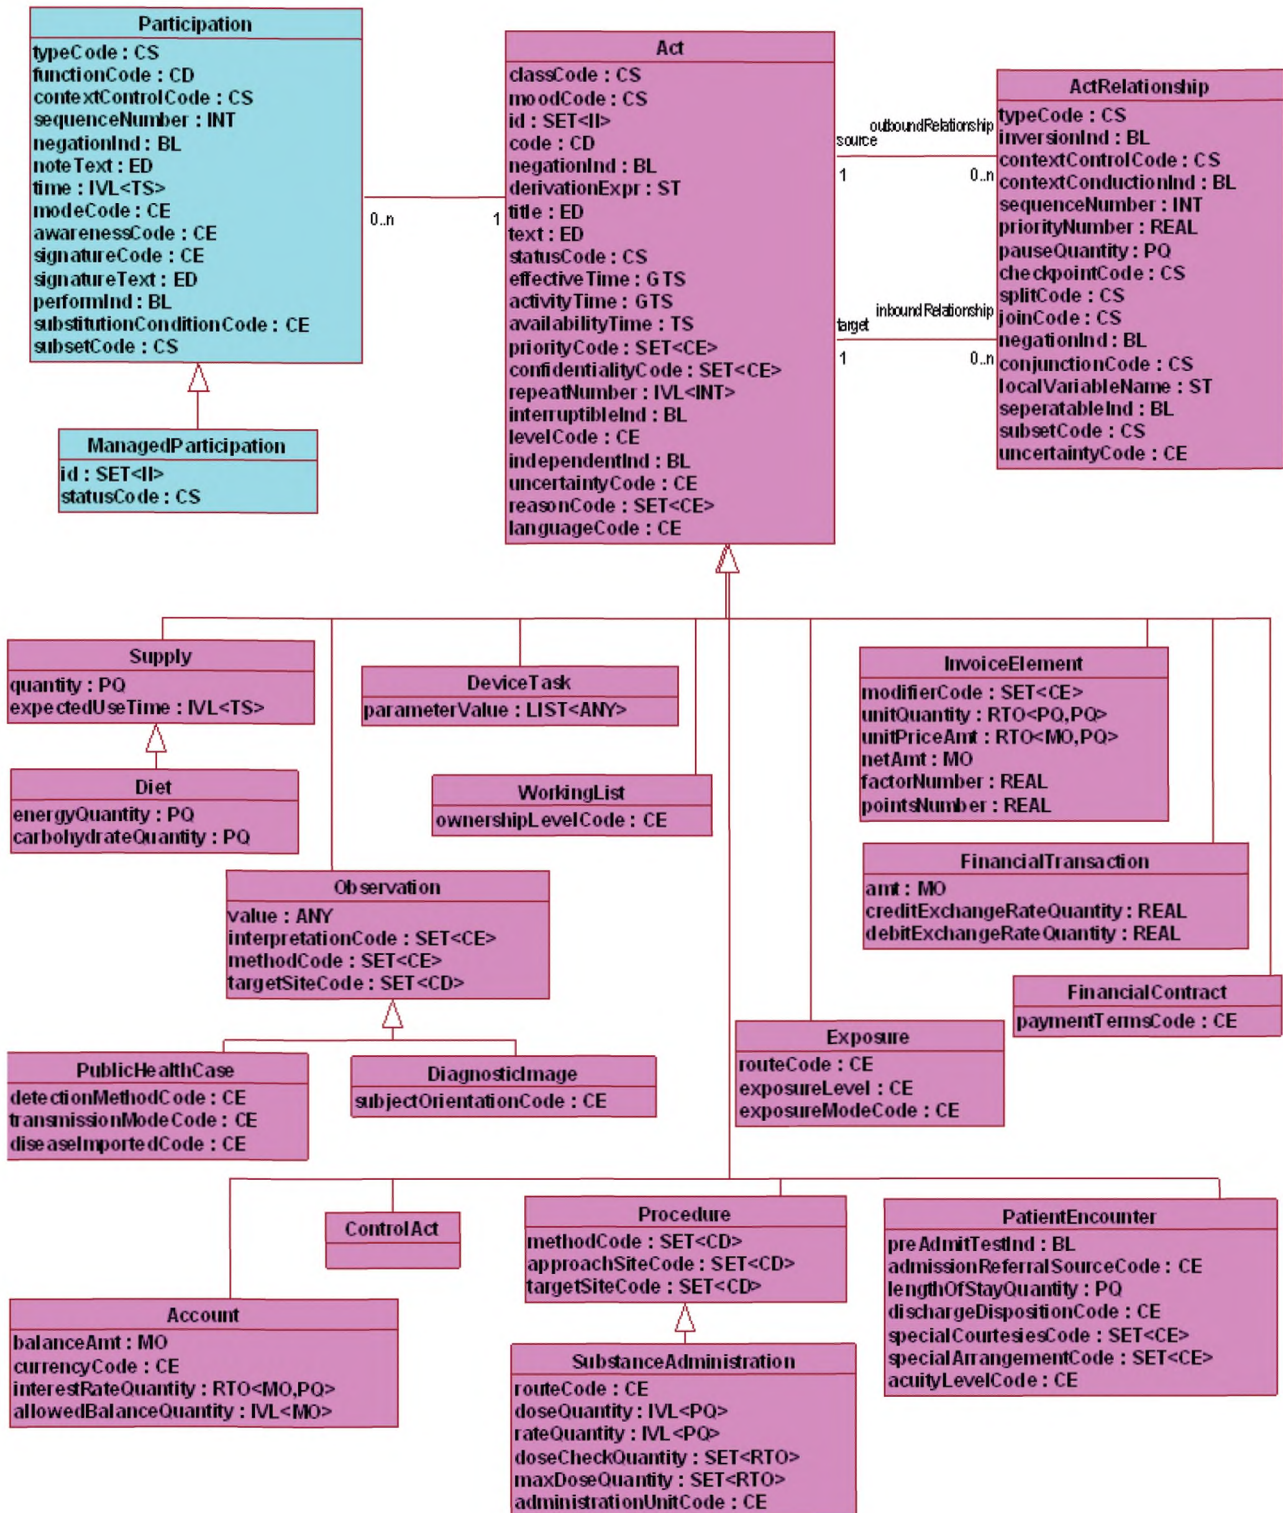 Participation
typeCode : CS
functionCode : CD
contextControlCode : CS
sequenceNumber : INT
negationInd : BL
noteText : ED
time : IVL<TS>
modeCode : CE
awarenessCode : CE
signatureCode : CE
signatureText : ED
performInd : BL
substitutionConditionCode : CE
subsetCode : CS
ManagedParticipation
id : SET<II>
statusCode : CS
0..n
1
Act
classCode : CS
moodCode : CS
id : SET<II>
code : CD
negationInd : BL
derivationExpr : ST
title : ED
text : ED
statusCode : CS
effectiveTime : GTS
activityTime : GTS
availabilityTime : TS
priorityCode : SET<CE>
confidentialityCode : SET<CE>
repeatNumber : IVL<INT>
interruptibleInd : BL
levelCode : CE
independentInd : BL
uncertaintyCode : CE
reasonCode : SET<CE>
languageCode : CE
source
outboundRelationship
1
0..n
target
inboundRelationship
1
0..n
ActRelationship
typeCode : CS
inversionInd : BL
contextControlCode : CS
contextConductionInd : BL
sequenceNumber : INT
priorityNumber : REAL
pauseQuantity : PQ
checkpointCode : CS
splitCode : CS
joinCode : CS
negationInd : BL
conjunctionCode : CS
localVariableName : ST
seperatableInd : BL
subsetCode : CS
uncertaintyCode : CE
Supply
quantity : PQ
expectedUseTime : IVL<TS>
Diet
energyQuantity : PQ
carbohydrateQuantity : PQ
DeviceTask
parameterValue : LIST<ANY>
WorkingList
ownershipLevelCode : CE
InvoiceElement
modifierCode : SET<CE>
unitQuantity : RTO<PQ,PQ>
unitPriceAmt : RTO<MO,PQ>
netAmt : MO
factorNumber : REAL
pointsNumber : REAL
FinancialTransaction
amt : MO
creditExchangeRateQuantity : REAL
debitExchangeRateQuantity : REAL
FinancialContract
paymentTermsCode : CE
Observation
value : ANY
interpretationCode : SET<CE>
methodCode : SET<CE>
targetSiteCode : SET<CD>
PublicHealthCase
detectionMethodCode : CE
transmissionModeCode : CE
diseaseImportedCode : CE
DiagnosticImage
subjectOrientationCode : CE
Exposure
routeCode : CE
exposureLevel : CE
exposureModeCode : CE
Account
balanceAmt : MO
currencyCode : CE
interestRateQuantity : RTO<MO,PQ>
allowedBalanceQuantity : IVL<MO>
ControlAct
Procedure
methodCode : SET<CD>
approachSiteCode : SET<CD>
targetSiteCode : SET<CD>
SubstanceAdministration
routeCode : CE
doseQuantity : IVL<PQ>
rateQuantity : IVL<PQ>
doseCheckQuantity : SET<RTO>
maxDoseQuantity : SET<RTO>
administrationUnitCode : CE
PatientEncounter
preAdmitTestInd : BL
admissionReferralSourceCode : CE
lengthOfStayQuantity : PQ
dischargeDispositionCode : CE
specialCourtesiesCode : SET<CE>
specialArrangementCode : SET<CE>
acuityLevelCode : CE